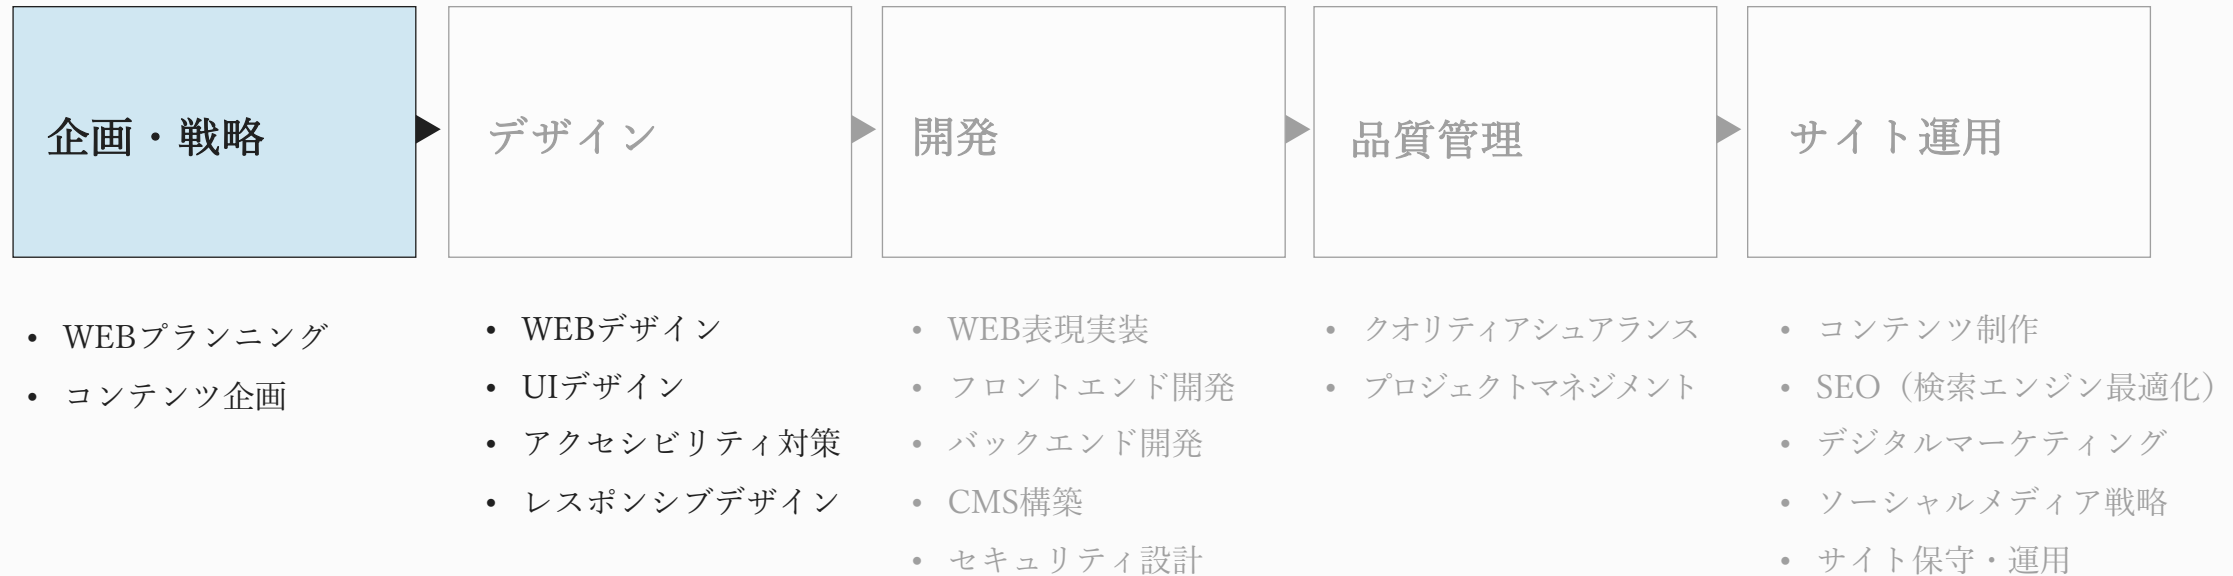 企画・戦略
デザイン
開発
品質管理
サイト運用
• WEBプランニング
• コンテンツ企画
• WEBデザイン
• UIデザイン
• アクセシビリティ対策
• レスポンシブデザイン
• WEB表現実装
• フロントエンド開発
• バックエンド開発
• CMS構築
• セキュリティ設計
• クオリティアシュアランス
• プロジェクトマネジメント
• コンテンツ制作
• SEO（検索エンジン最適化）
• デジタルマーケティング
• ソーシャルメディア戦略
• サイト保守・運用